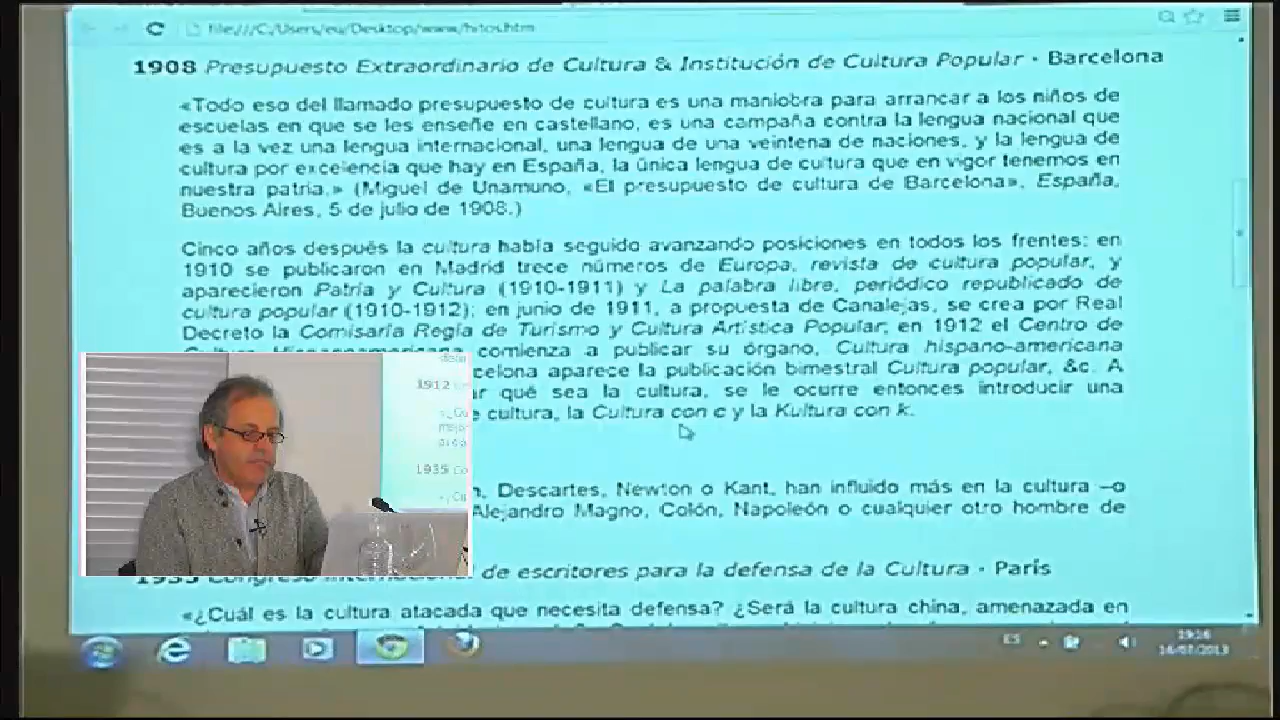 file:///C:/Users/eu/Desktop/www/hitos.htm
1908 Presupuesto Extraordinario de Cultura & Institución de Cultura Popular · Barcelona
«Todo eso del llamado presupuesto de cultura es una maniobra para arrancar a los niños de
escuelas en que se les enseñe en castellano, es una campaña contra la lengua nacional que
es a la vez una lengua internacional, una lengua de una veintena de naciones, y la lengua de
cultura por excelencia que hay en España, la única lengua de cultura que en vigor tenemos en
nuestra patria.» (Miguel de Unamuno, «El presupuesto de cultura de Barcelona», España,
Buenos Aires, 5 de julio de 1908.)
Cinco años después la cultura había seguido avanzando posiciones en todos los frentes: en
1910 se publicaron en Madrid trece números de Europa, revista de cultura popular, y
aparecieron Patria y Cultura (1910-1911) y La palabra libre, periódico republicado de
cultura popular (1910-1912); en junio de 1911, a propuesta de Canalejas, se crea por Real
Decreto la Comisaría Regia de Turismo y Cultura Artística Popular; en 1912 el Centro de
Cultura Hispanoamericana comienza a publicar su órgano, Cultura hispano-americana
celona aparece la publicación bimestral Cultura popular, &c. A
ar qué sea la cultura, se le ocurre entonces introducir una
e cultura, la Cultura con c y la Kultura con k.
1912
n, Descartes, Newton o Kant, han influido más en la cultura –o
Alejandro Magno, Colón, Napoleón o cualquier otro hombre de
1935 Co
1935 Congreso Internacional de escritores para la defensa de la Cultura · París
«¿Cuál es la cultura atacada que necesita defensa? ¿Será la cultura china, amenazada en
ES
19:16
16/07/2013